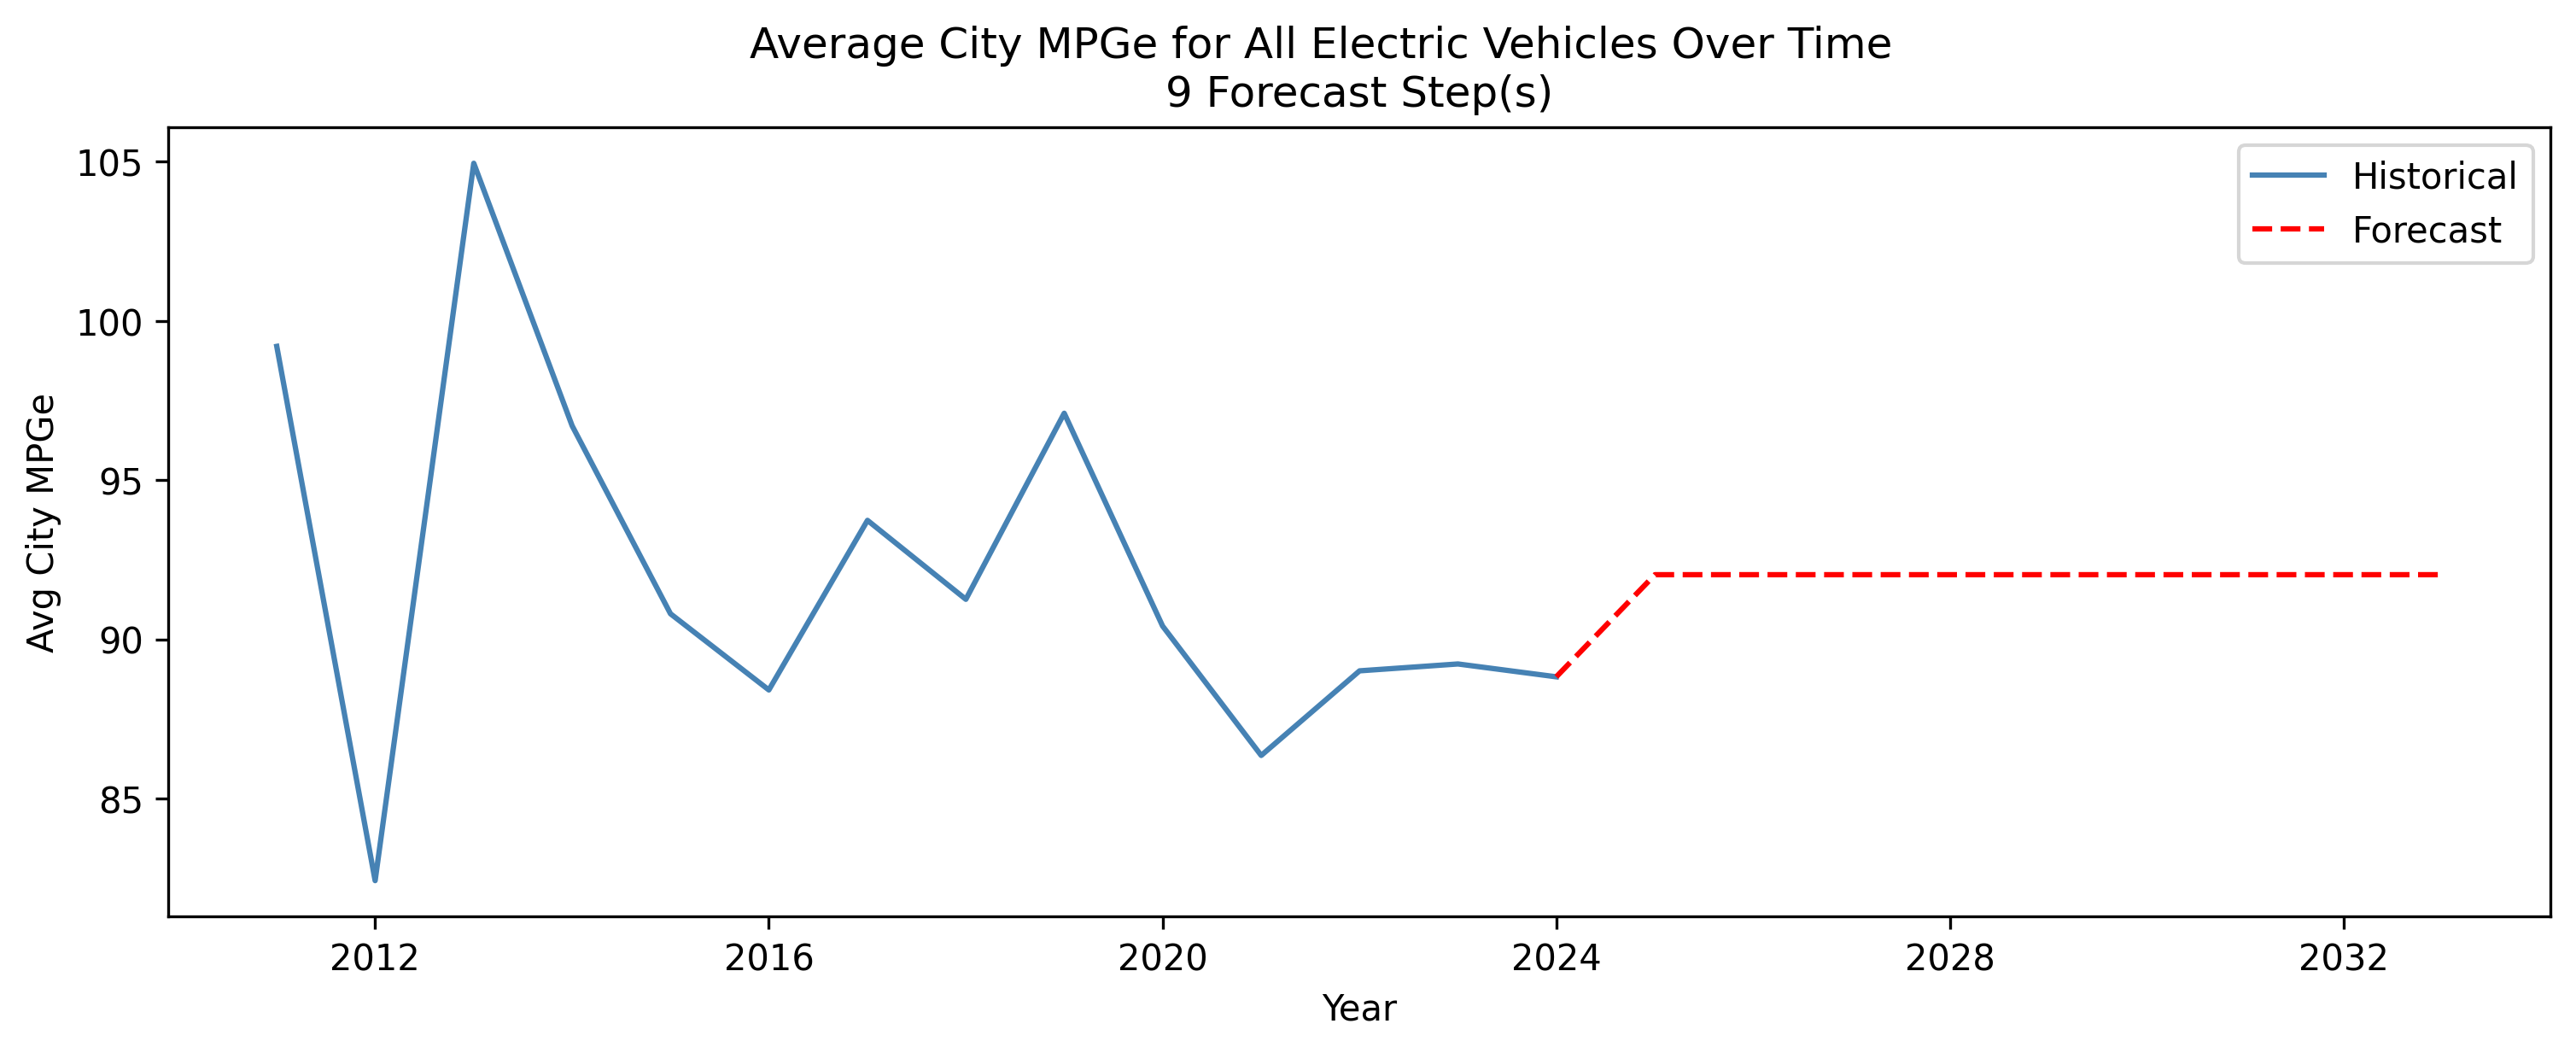 Average City MPGe for All Electric Vehicles Over Time
9 Forecast Step(s)
105
100
95
90
85
Avg City MPGe
Historical
Forecast
2012
2016
2020
2024
2028
2032
Year